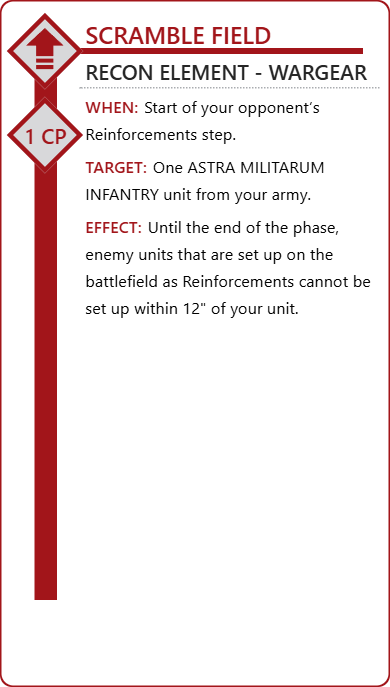 SCRAMBLE FIELD
RECON ELEMENT - WARGEAR
1 CP
WHEN: Start of your opponent’s
Reinforcements step.
TARGET: One ASTRA MILITARUM
INFANTRY unit from your army.
EFFECT: Until the end of the phase,
enemy units that are set up on the
battlefield as Reinforcements cannot be
set up within 12" of your unit.